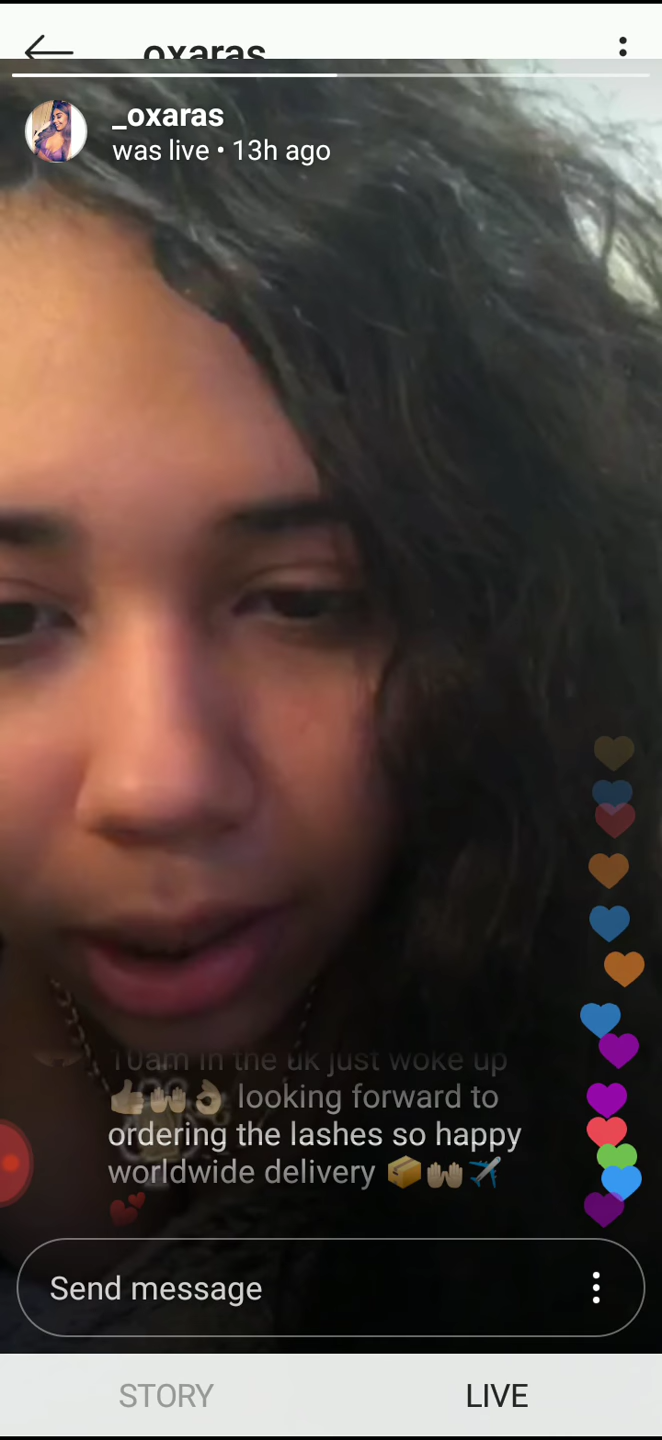 oxaras
_oxaras
was live • 13h ago
10am in the uk just woke up
👍🏼🙌🏼👌🏼 looking forward to
ordering the lashes so happy
worldwide delivery 📦🙌🏼✈️
💕
Send message
STORY
LIVE